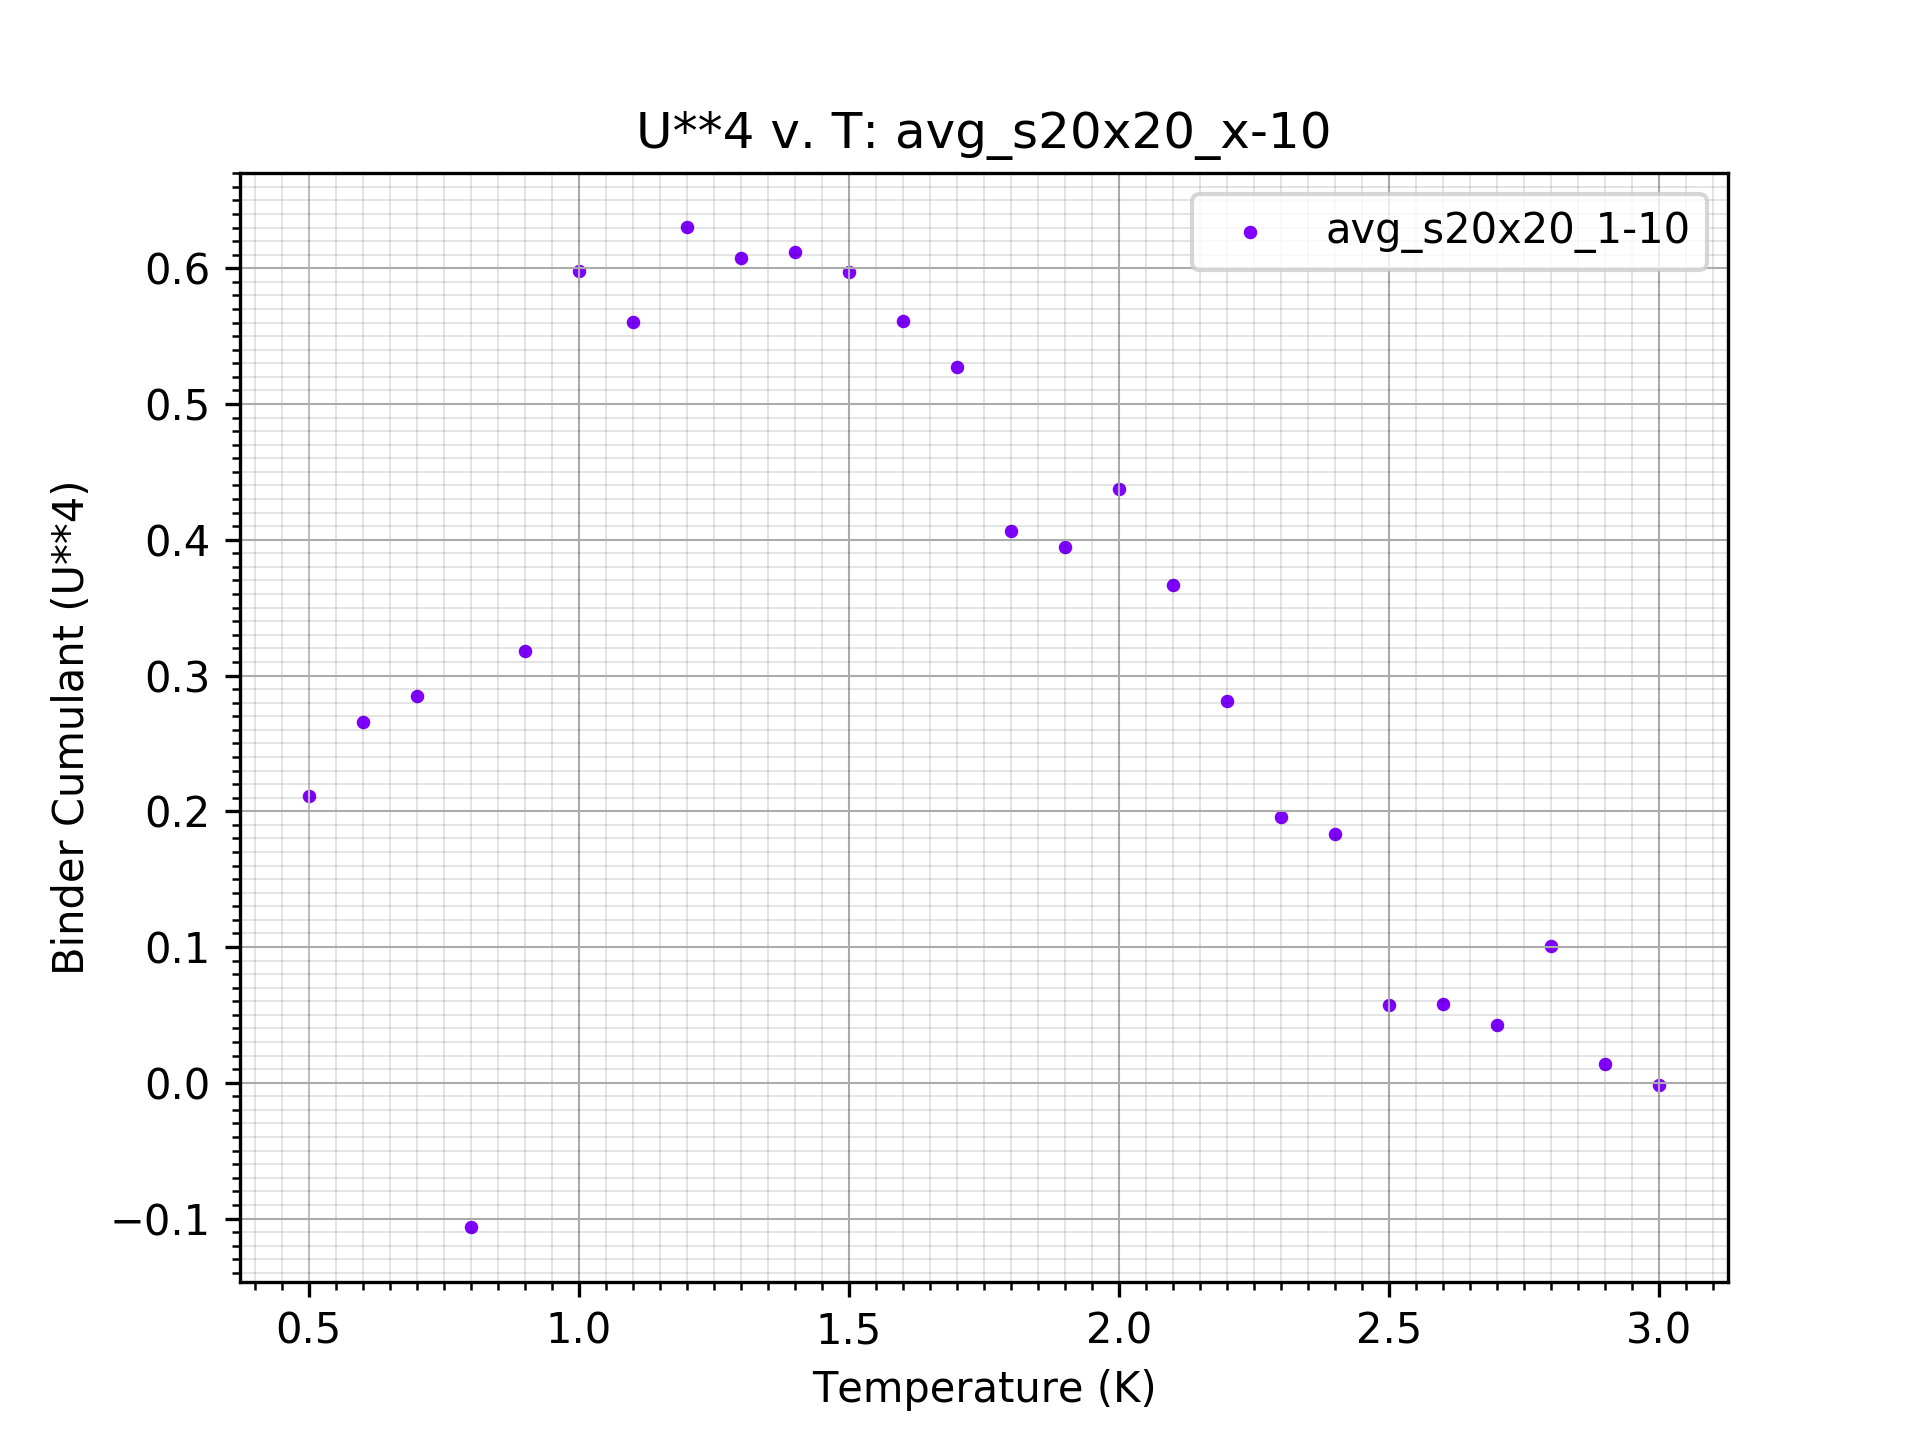 U**4 v. T: avg_s20x20_x-10
avg_s20x20_1-10
Binder Cumulant (U**4)
0.6
0.5
0.4
0.3
0.2
0.1
0.0
−0.1
0.5 1.0 1.5 2.0 2.5 3.0
Temperature (K)